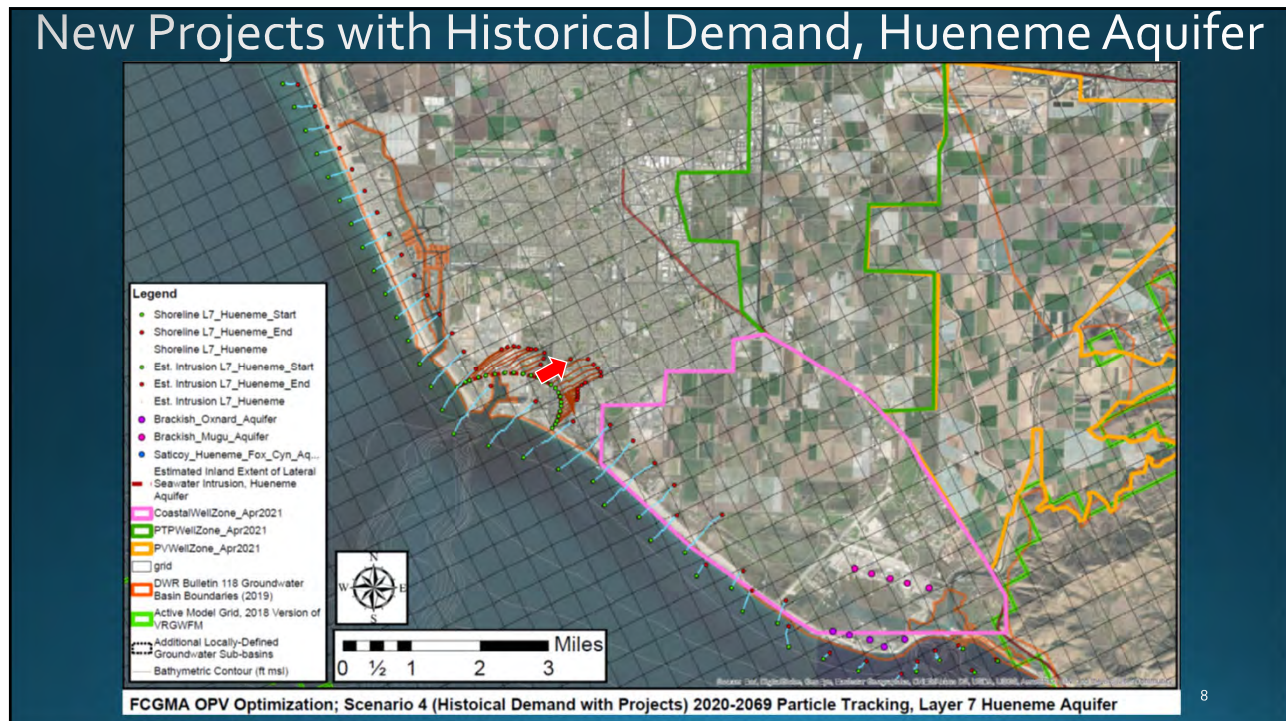 New Projects with Historical Demand, Hueneme Aquifer
Legend
Shoreline L7_Hueneme_Start
Shoreline L7_Hueneme_End
Shoreline L7_Hueneme
Est. Intrusion L7_Hueneme_Start
Est. Intrusion L7_Hueneme_End
Est. Intrusion L7_Hueneme
Brackish_Oxnard_Aquifer
Brackish_Mugu_Aquifer
Saticoy_Hueneme_Fox_Cyn_Aq...
Estimated Inland Extent of Lateral
Seawater Intrusion, Hueneme
Aquifer
CoastalWellZone_Apr2021
PTPWellZone_Apr2021
PVWellZone_Apr2021
grid
DWR Bulletin 118 Groundwater
Basin Boundaries (2019)
Active Model Grid, 2018 Version of
VRGWFM
Additional Locally-Defined
Groundwater Sub-basins
Bathymetric Contour (ft msl)
N
W E
S
Miles
0 ½ 1 2 3
FCGMA OPV Optimization; Scenario 4 (Histoical Demand with Projects) 2020-2069 Particle Tracking, Layer 7 Hueneme Aquifer
8